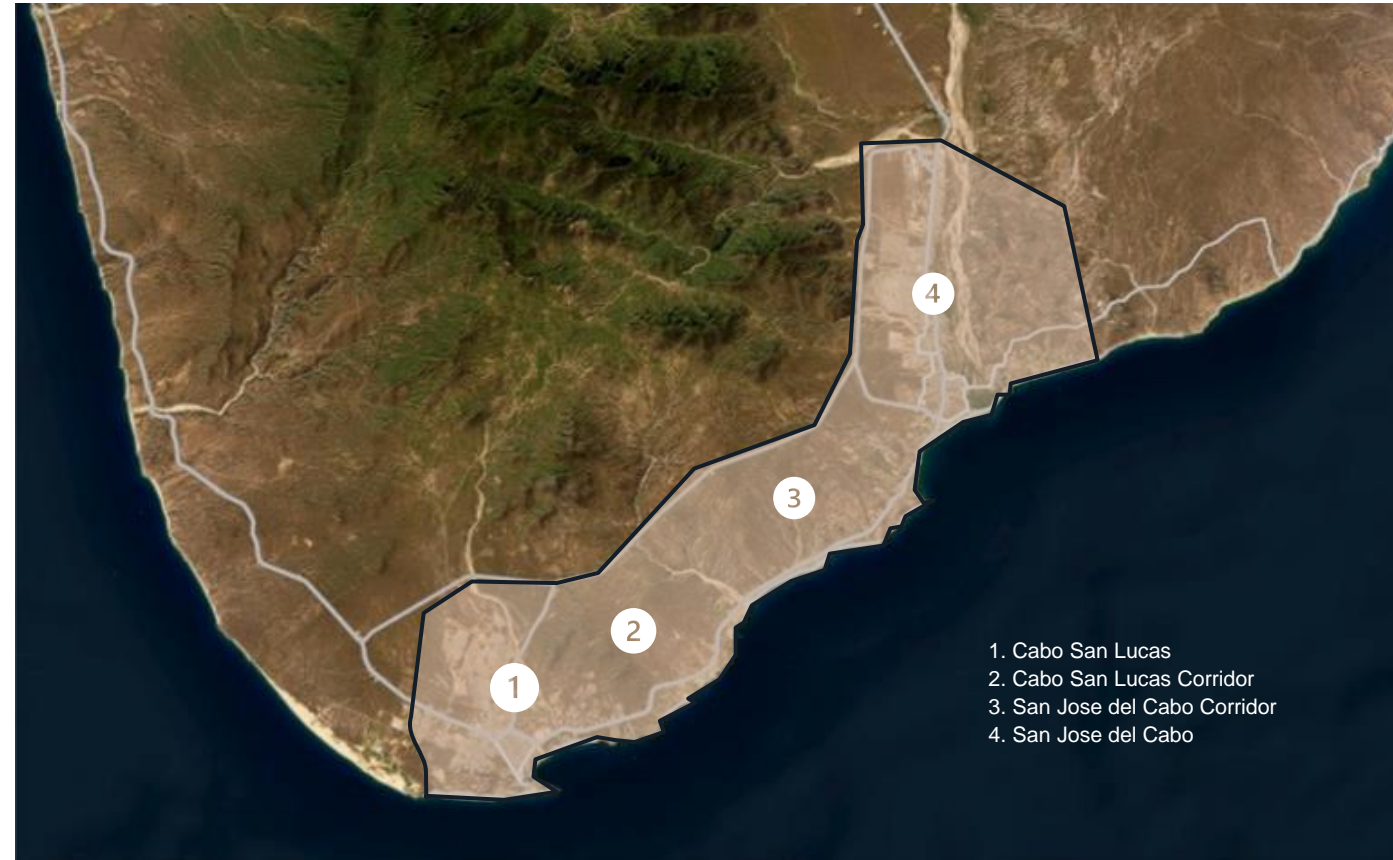 4
3
2
1
1. Cabo San Lucas
2. Cabo San Lucas Corridor
3. San Jose del Cabo Corridor
4. San Jose del Cabo